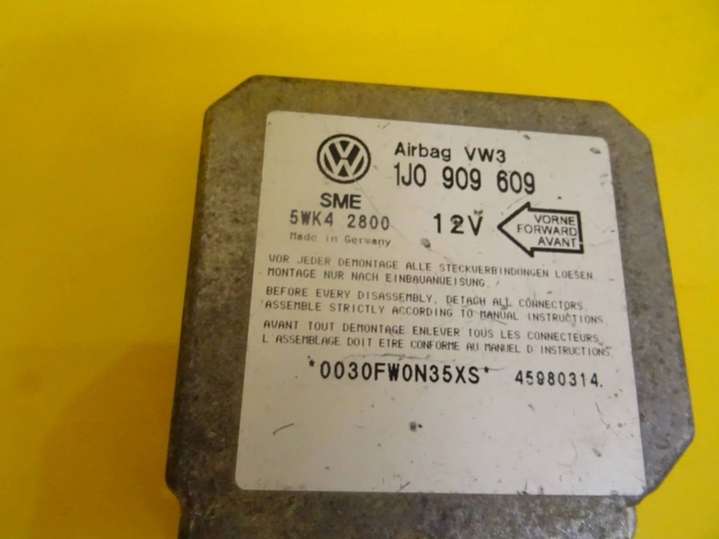 Airbag VW3
1J0 909 609
SME
5WK4 2800
12V
VORNE
FORWARD
AVANT
Made in Germany
VOR JEDER DEMONTAGE ALLE STECKVERBINDUNGEN LOESEN.
MONTAGE NUR NACH EINBAUANWEISUNG.
BEFORE EVERY DISASSEMBLY, DETACH ALL CONNECTORS.
ASSEMBLE STRICTLY ACCORDING TO MANUAL INSTRUCTIONS
AVANT TOUT DEMONTAGE ENLEVER TOUS LES CONNECTEURS.
L ASSEMBLAGE DOIT ETRE CONFORME AU MANUEL D INSTRUCTIONS
*0030FW0N35XS* 45980314.